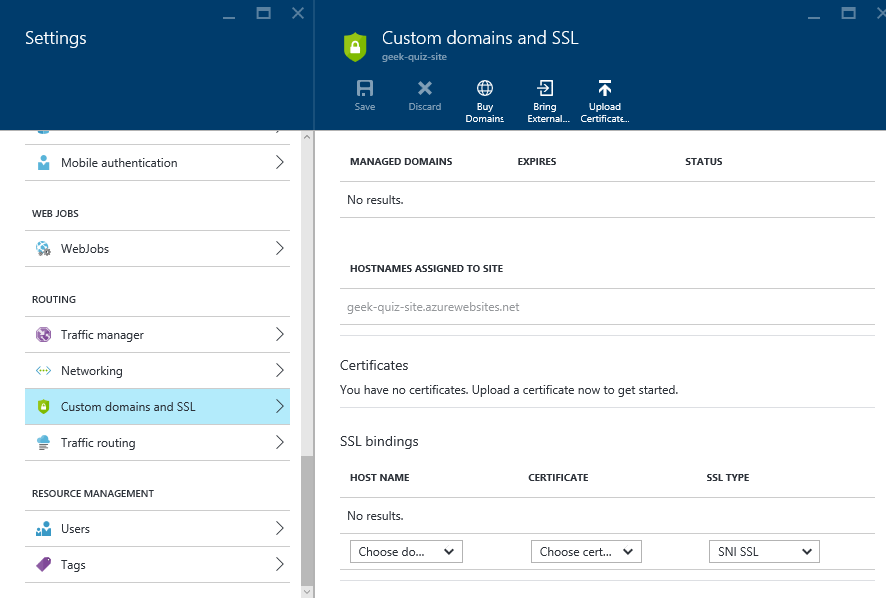 Settings
Mobile authentication
WEB JOBS
WebJobs
ROUTING
Traffic manager
Networking
Custom domains and SSL
Traffic routing
RESOURCE MANAGEMENT
Users
Tags
Custom domains and SSL
geek-quiz-site
Save
Discard
Buy
Domains
Bring
External...
Upload
Certificate...
MANAGED DOMAINS EXPIRES STATUS
No results.
HOSTNAMES ASSIGNED TO SITE
geek-quiz-site.azurewebsites.net
Certificates
You have no certificates. Upload a certificate now to get started.
SSL bindings
HOST NAME CERTIFICATE SSL TYPE
No results.
Choose do... Choose cert... SNI SSL